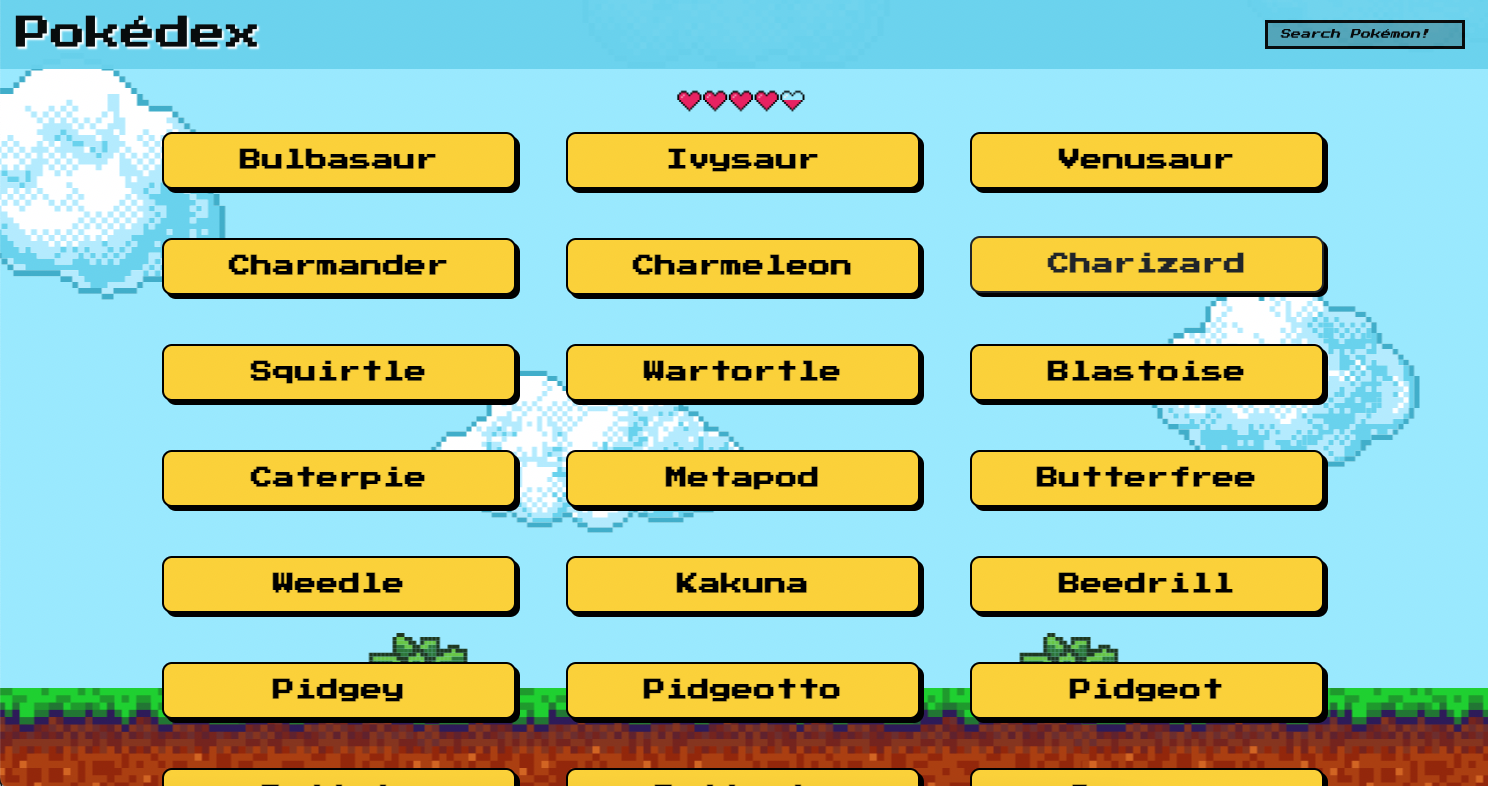 Pokédex
Search Pokémon!
Bulbasaur
Ivysaur
Venusaur
Charmander
Charmeleon
Charizard
Squirtle
Wartortle
Blastoise
Caterpie
Metapod
Butterfree
Weedle
Kakuna
Beedrill
Pidgey
Pidgeotto
Pidgeot